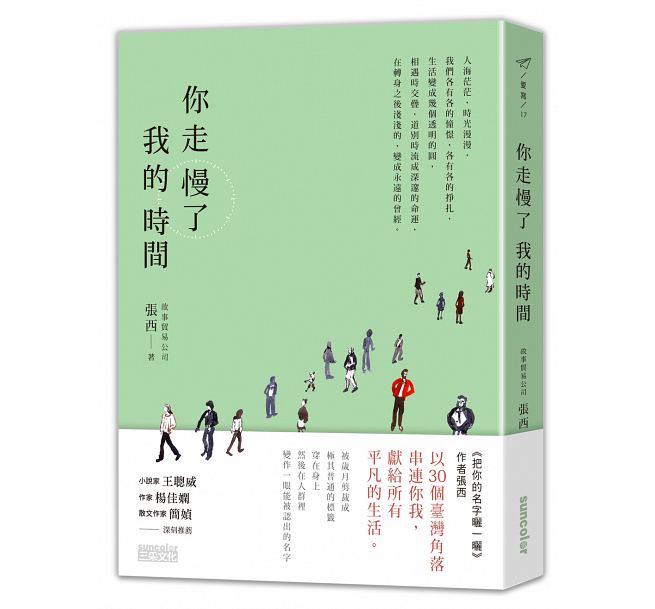 你走慢了
我的時間
故事貿易公司
張西——著
人海茫茫，時光漫漫，
我們各有各的憧憬，各有各的掙扎，
生活變成幾個透明的圓，
相遇時交疊，道別時流成深邃的命運，
在轉身之後淺淺的，變成永遠的曾經。
《把你的名字曬一曬》
作者張西
以30個臺灣角落
串連你我，
獻給所有
平凡的生活。
被歲月剪裁成
極其普通的標籤
穿在身上
然後在人群裡
變作一眼能被認出的名字
小說家 王聰威
作家 楊佳嫻
散文作家 簡媜
——深刻推薦
suncolor
三采文化
愛寫／17
你走慢了 我的時間
故事貿易公司
張西
suncolor